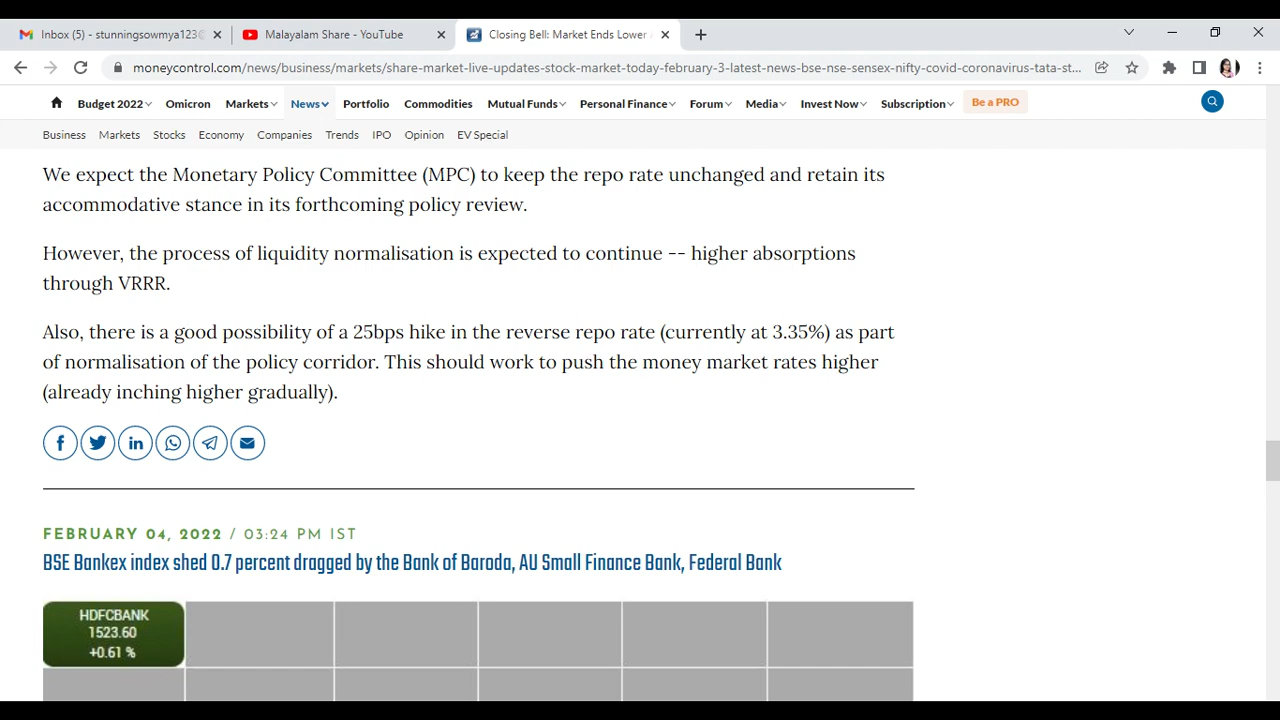 Inbox (5) - stunningsowmya123@
Malayalam Share - YouTube
Closing Bell: Market Ends Lower
moneycontrol.com/news/business/markets/share-market-live-updates-stock-market-today-february-3-latest-news-bse-nse-sensex-nifty-covid-coronavirus-tata-st...
Budget 2022 Omricon Markets News Portfolio Commodities Mutual Funds Personal Finance Forum Media Invest Now Subscription Be a PRO
Business Markets Stocks Economy Companies Trends IPO Opinion EV Special
We expect the Monetary Policy Committee (MPC) to keep the repo rate unchanged and retain its
accommodative stance in its forthcoming policy review.
However, the process of liquidity normalisation is expected to continue -- higher absorptions
through VRRR.
Also, there is a good possibility of a 25bps hike in the reverse repo rate (currently at 3.35%) as part
of normalisation of the policy corridor. This should work to push the money market rates higher
(already inching higher gradually).
FEBRUARY 04, 2022 / 03:24 PM IST
BSE Bankex index shed 0.7 percent dragged by the Bank of Baroda, AU Small Finance Bank, Federal Bank
HDFCBANK
1523.60
+0.61 %